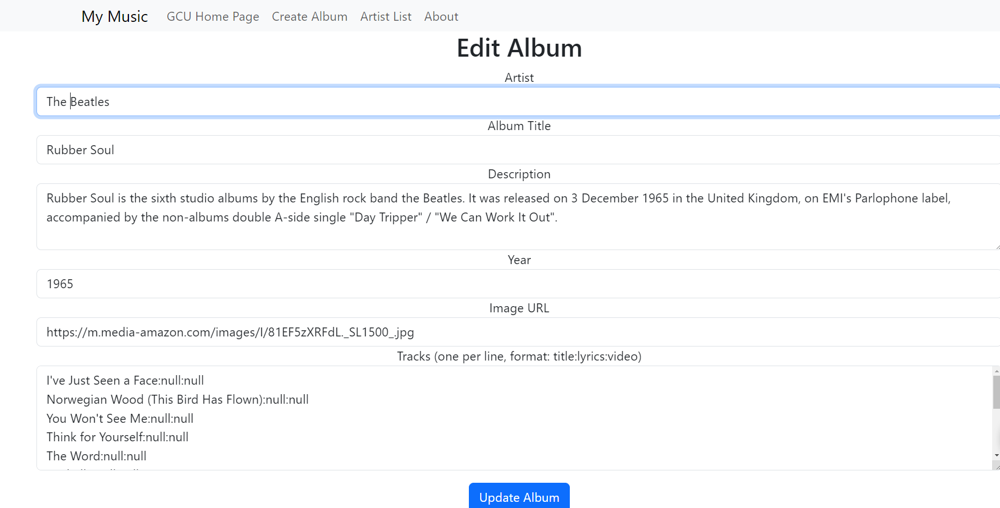 My Music GCU Home Page Create Album Artist List About
Edit Album
Artist
The Beatles
Album Title
Rubber Soul
Description
Rubber Soul is the sixth studio albums by the English rock band the Beatles. It was released on 3 December 1965 in the United Kingdom, on EMI's Parlophone label,
accompanied by the non-albums double A-side single "Day Tripper" / "We Can Work It Out".
Year
1965
Image URL
https://m.media-amazon.com/images/I/81EF5zXRFdL._SL1500_.jpg
Tracks (one per line, format: title:lyrics:video)
I've Just Seen a Face:null:null
Norwegian Wood (This Bird Has Flown):null:null
You Won't See Me:null:null
Think for Yourself:null:null
The Word:null:null
Update Album